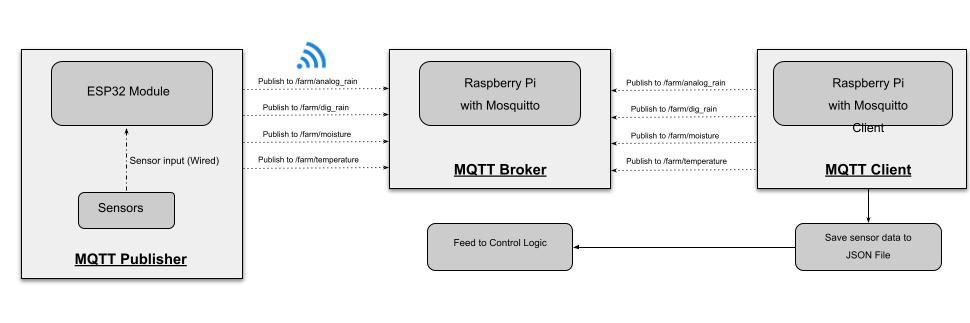 ESP32 Module
Sensor input (Wired)
Sensors
MQTT Publisher
Publish to /farm/analog_rain
Publish to /farm/dig_rain
Publish to /farm/moisture
Publish to /farm/temperature
Raspberry Pi
with Mosquitto
MQTT Broker
Publish to /farm/analog_rain
Publish to /farm/dig_rain
Publish to /farm/moisture
Publish to /farm/temperature
Raspberry Pi
with Mosquitto
Client
MQTT Client
Save sensor data to
JSON File
Feed to Control Logic